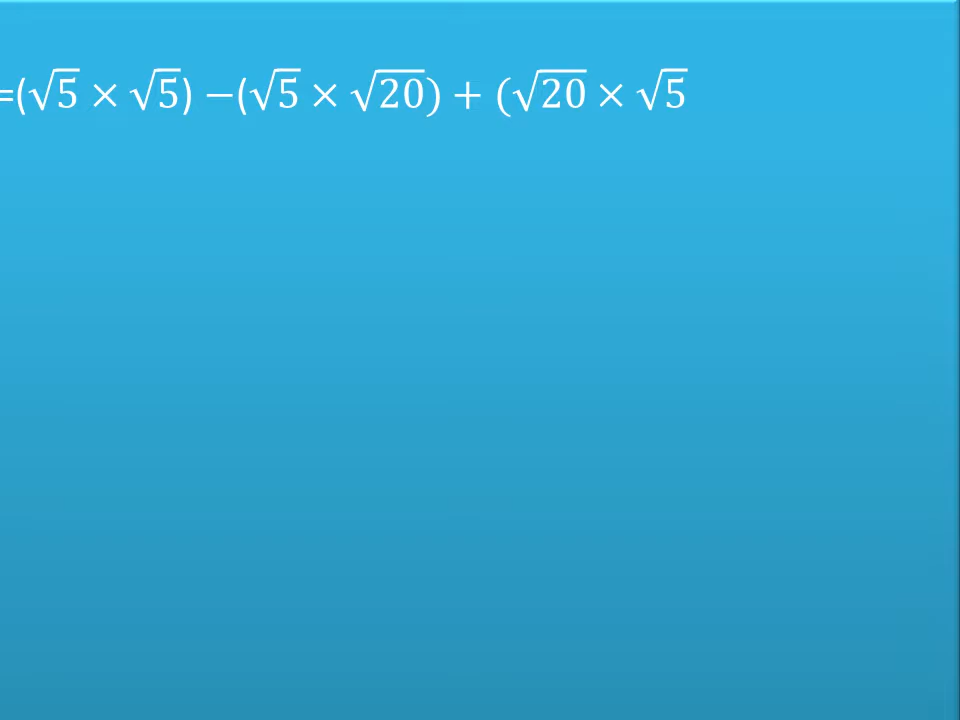 =(√5 × √5) −(√5 × √20) + (√20 × √5